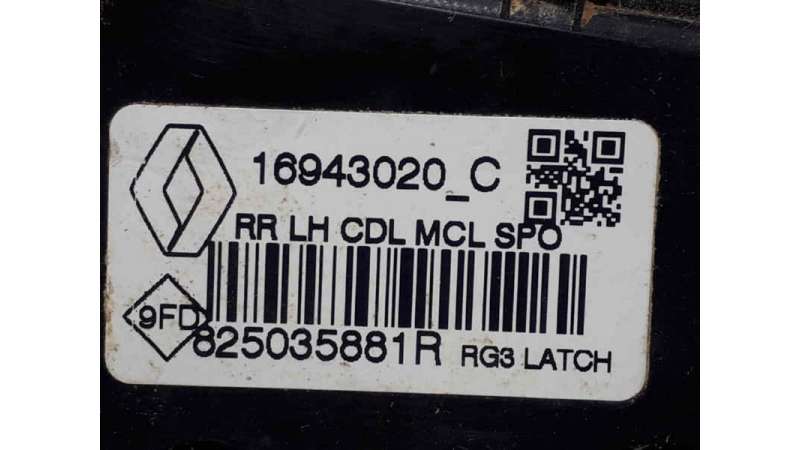 16943020_C
RR LH CDL MCL SPO
9FD
825035881R RG3 LATCH